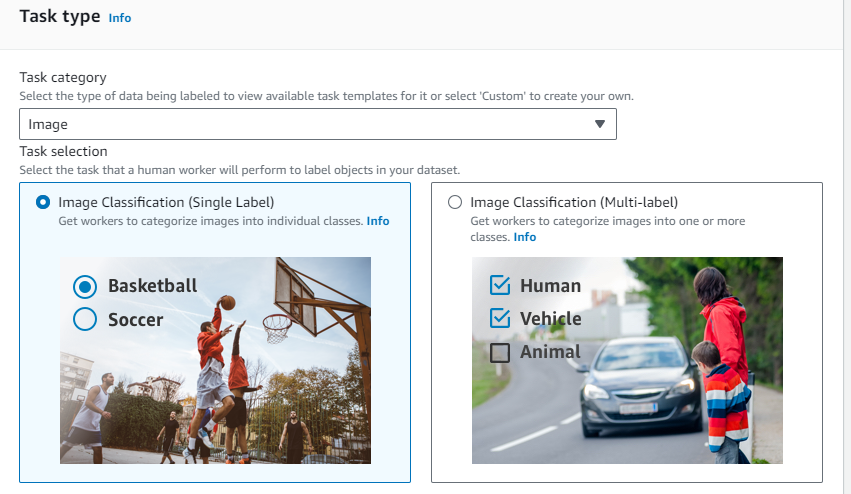 Task type Info
Task category
Select the type of data being labeled to view available task templates for it or select 'Custom' to create your own.
Image
Task selection
Select the task that a human worker will perform to label objects in your dataset.
Image Classification (Single Label)
Get workers to categorize images into individual classes. Info
Basketball
Soccer
Image Classification (Multi-label)
Get workers to categorize images into one or more
classes. Info
Human
Vehicle
Animal